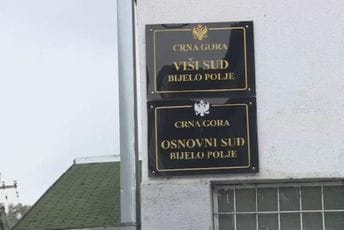 CRNA GORA
VIŠI SUD
BIJELO POLJE
CRNA GORA
OSNOVNI SUD
BIJELO POLJE